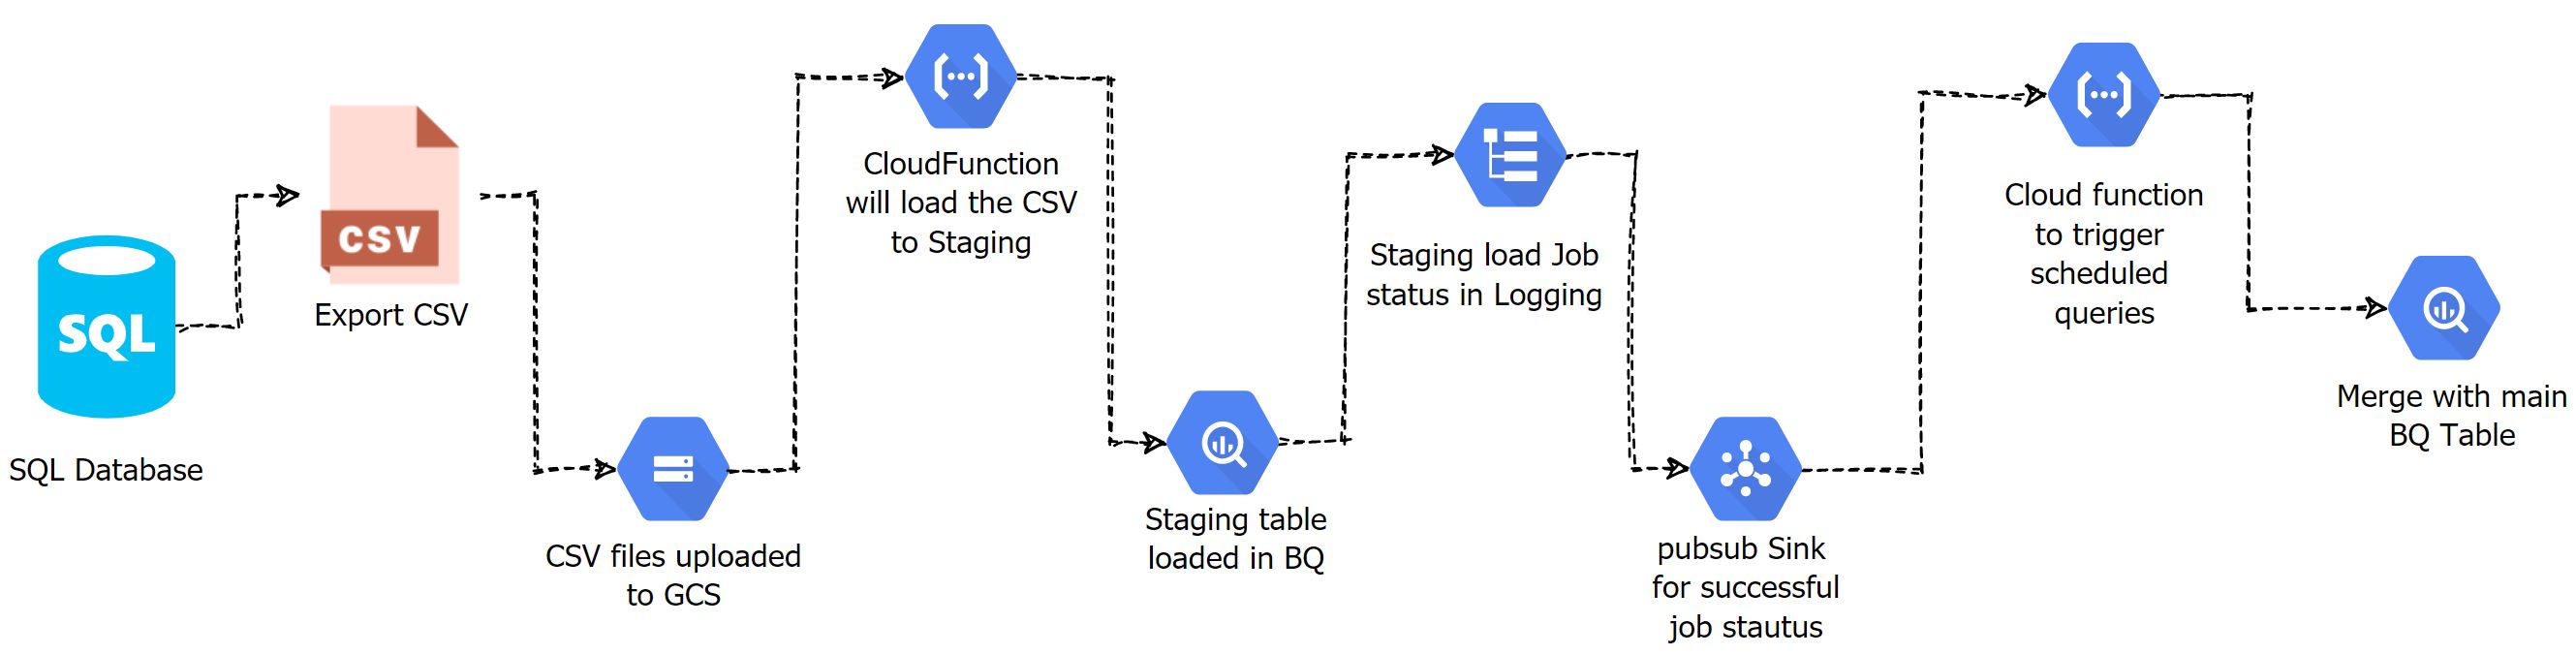 SQL
SQL Database
CSV
Export CSV
CSV files uploaded
to GCS
CloudFunction
will load the CSV
to Staging
Staging table
loaded in BQ
Staging load Job
status in Logging
pubsub Sink
for successful
job stautus
Cloud function
to trigger
scheduled
queries
Merge with main
BQ Table